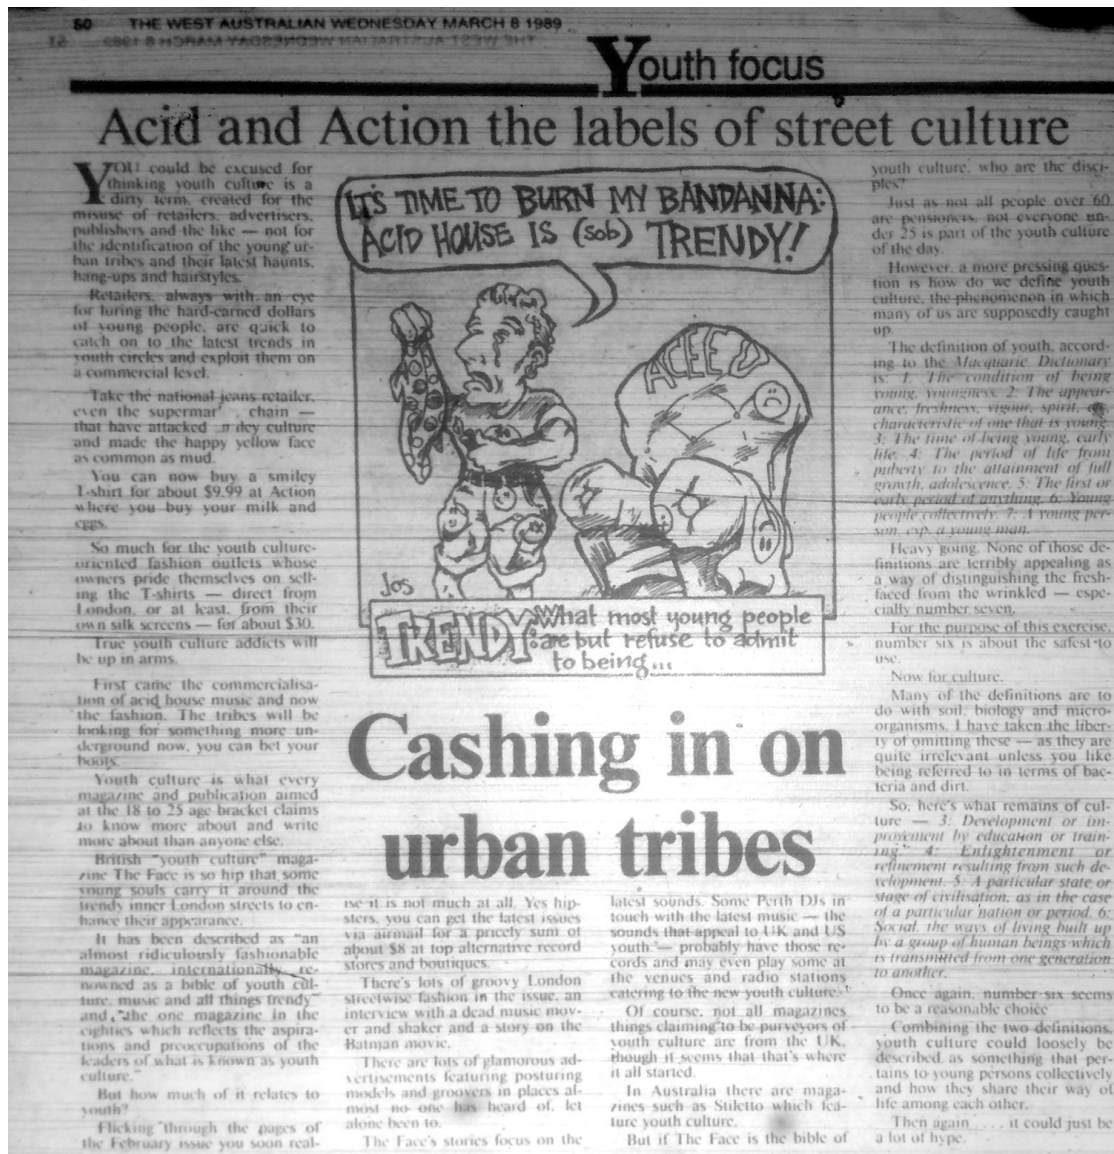 50 THE WEST AUSTRALIAN WEDNESDAY MARCH 8 1989
Youth focus
Acid and Action the labels of street culture
YOU could be excused for
thinking youth culture is a
dirty term, created for the
misuse of retailers, advertisers,
publishers and the like — not for
the identification of the young ur-
ban tribes and their latest haunts,
hang-ups and hairstyles.
Retailers, always with an eye
for luring the hard-earned dollars
of young people, are quick to
catch on to the latest trends in
youth circles and exploit them on
a commercial level.
Take the national jeans retailer,
even the supermar chain —
that have attacked culture
and made the happy yellow face
as common as mud.
You can now buy a smiley
T-shirt for about $9.99 at Action
where you buy your milk and
eggs.
So much for the youth culture-
oriented fashion outlets whose
owners pride themselves on sell-
ing the T-shirts — direct from
London, or at least, from their
own silk screens — for about $30.
True youth culture addicts will
be up in arms.
First came the commercialisa-
tion of acid house music and now
the fashion. The tribes will be
looking for something more un-
derground now, you can bet your
boots.
Youth culture is what every
magazine and publication aimed
at the 18 to 25 age bracket claims
to know more about and write
more about than anyone else.
British "youth culture" maga-
zine The Face is so hip that some
young souls carry it around the
trendy inner London streets to en-
hance their appearance.
It has been described as "an
almost ridiculously fashionable
magazine, internationally re-
nowned as a bible of youth cul-
ture, music and all things trendy"
and, "the one magazine in the
eighties which reflects the aspira-
tions and preoccupations of the
leaders of what is known as youth
culture."
But how much of it relates to
youth?
Flicking through the pages of
the February issue you soon real-
IT'S TIME TO BURN MY BANDANNA:
ACID HOUSE IS (sob) TRENDY!
ACIEED
Jos
TRENDY: What most young people
are but refuse to admit
to being...
Cashing in on
urban tribes
ise it is not much at all. Yes hip-
sters, you can get the latest issues
via airmail for a pricely sum of
about $8 at top alternative record
stores and boutiques.
There's lots of groovy London
streetwise fashion in the issue, an
interview with a dead music mov-
er and shaker and a story on the
Batman movie.
There are lots of glamorous ad-
vertisements featuring posturing
models and groovers in places al-
most no one has heard of, let
alone been to.
The Face's stories focus on the
latest sounds. Some Perth DJs in
touch with the latest music — the
sounds that appeal to UK and US
youth — probably have those re-
cords and may even play some at
the venues and radio stations
catering to the new youth culture.
Of course, not all magazines
things claiming to be purveyors of
youth culture are from the UK,
though it seems that that's where
it all started.
In Australia there are maga-
zines such as Stiletto which fea-
ture youth culture.
But if The Face is the bible of
youth culture, who are the disci-
ples?
Just as not all people over 60
are pensioners, not everyone un-
der 25 is part of the youth culture
of the day.
However, a more pressing ques-
tion is how do we define youth
culture, the phenomenon in which
many of us are supposedly caught
up.
The definition of youth, accord-
ing to the Macquarie Dictionary
is: 1. The condition of being
young, youngness. 2: The appear-
ance, freshness, vigour, spirit, etc
characteristic of one that is young.
3: The time of being young, early
life. 4: The period of life from
puberty to the attainment of full
growth, adolescence. 5: The first or
early period of anything. 6: Young
people collectively. 7: A young per-
son, esp. a young man.
Heavy going. None of those de-
finitions are terribly appealing as
a way of distinguishing the fresh-
faced from the wrinkled — espe-
cially number seven.
For the purpose of this exercise,
number six is about the safest to
use.
Now for culture.
Many of the definitions are to
do with soil, biology and micro-
organisms. I have taken the liber-
ty of omitting these — as they are
quite irrelevant unless you like
being referred to in terms of bac-
teria and dirt.
So, here's what remains of cul-
ture — 3: Development or im-
provement by education or train-
ing." 4: Enlightenment or
refinement resulting from such de-
velopment. 5: A particular state or
stage of civilisation, as in the case
of a particular nation or period. 6:
Social, the ways of living built up
by a group of human beings which
is transmitted from one generation
to another.
Once again, number six seems
to be a reasonable choice
Combining the two definitions,
youth culture could loosely be
described as something that per-
tains to young persons collectively
and how they share their way of
life among each other.
Then again . . . it could just be
a lot of hype.